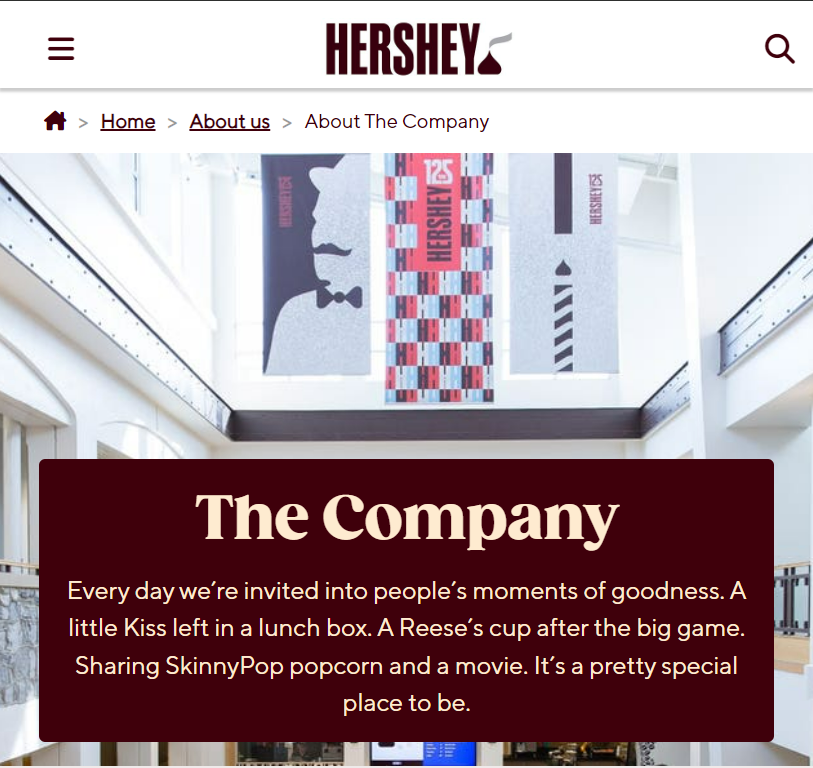 HERSHEY
> Home > About us > About The Company
HERSHEY
125
HERSHEY
HERSHEY
The Company
Every day we’re invited into people’s moments of goodness. A
little Kiss left in a lunch box. A Reese’s cup after the big game.
Sharing SkinnyPop popcorn and a movie. It’s a pretty special
place to be.